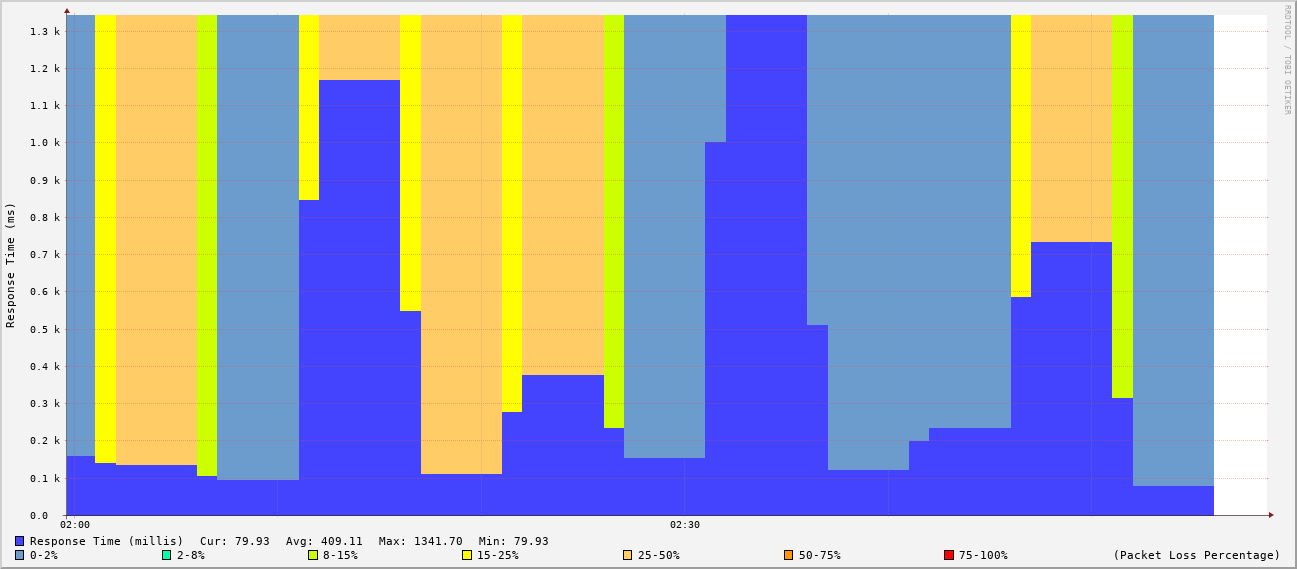 RRDTOOL / TOBI OETIKER
Response Time (ms)
1.3 k
1.2 k
1.1 k
1.0 k
0.9 k
0.8 k
0.7 k
0.6 k
0.5 k
0.4 k
0.3 k
0.2 k
0.1 k
0.0
02:00 02:30
Response Time (millis) Cur: 79.93 Avg: 409.11 Max: 1341.70 Min: 79.93
0-2% 2-8% 8-15% 15-25% 25-50% 50-75% 75-100% (Packet Loss Percentage)